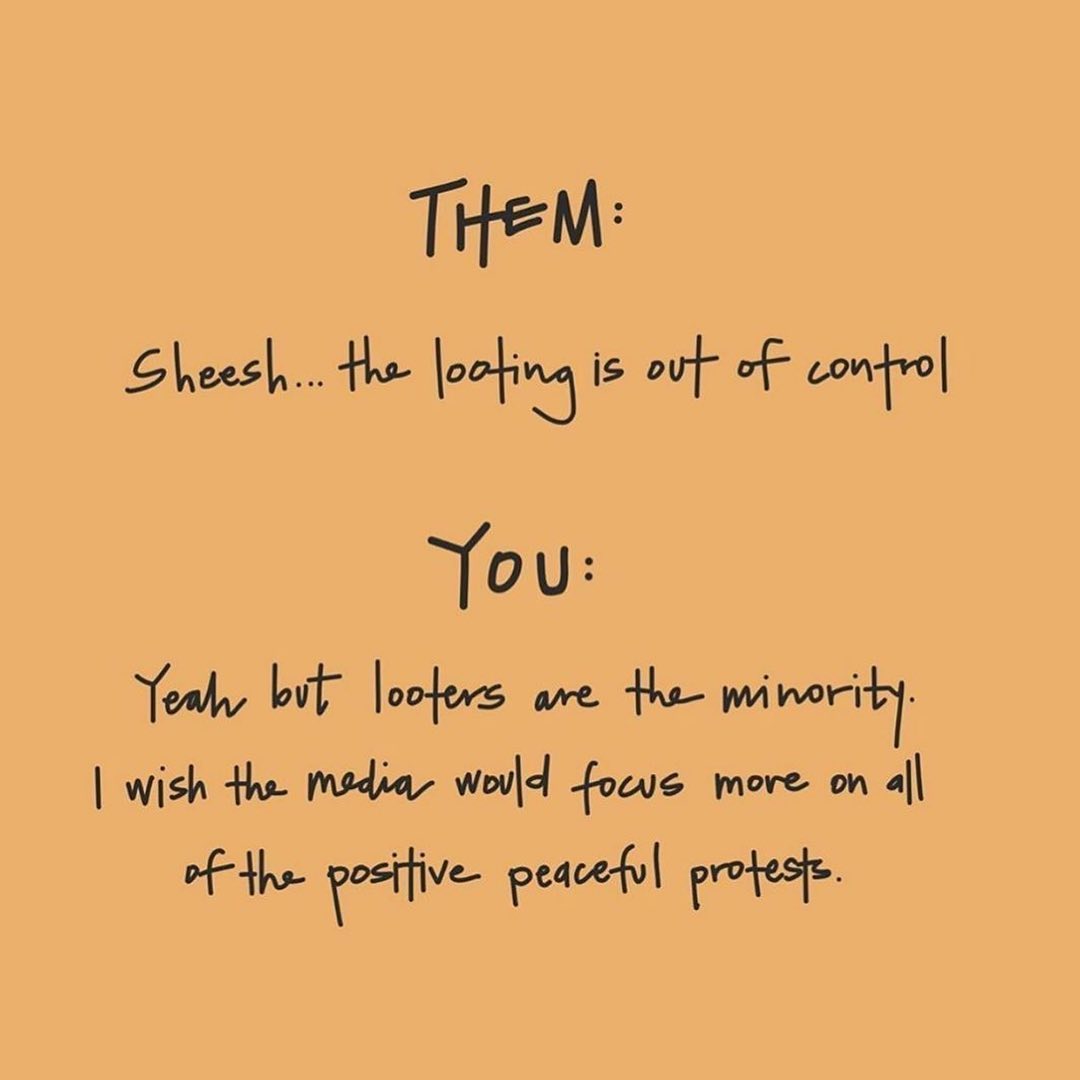 THEM:
Sheesh... the looting is out of control
YOU:
Yeah but looters are the minority.
I wish the media would focus more on all
of the positive peaceful protests.